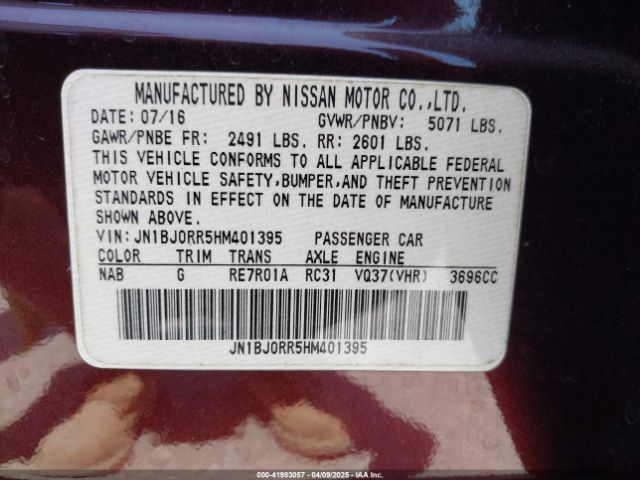 MANUFACTURED BY NISSAN MOTOR CO.,LTD.
DATE: 07/16 GVWR/PNBV: 5071 LBS.
GAWR/PNBE FR: 2491 LBS. RR: 2601 LBS.
THIS VEHICLE CONFORMS TO ALL APPLICABLE FEDERAL
MOTOR VEHICLE SAFETY,BUMPER,AND THEFT PREVENTION
STANDARDS IN EFFECT ON THE DATE OF MANUFACTURE
SHOWN ABOVE.
VIN: JN1BJ0RR5HM401395 PASSENGER CAR
COLOR TRIM TRANS AXLE ENGINE
NAB G RE7R01A RC31 VQ37(VHR) 3696CC
JN1BJ0RR5HM401395
000-41983057 | 04/09/2025 | IAAI.com